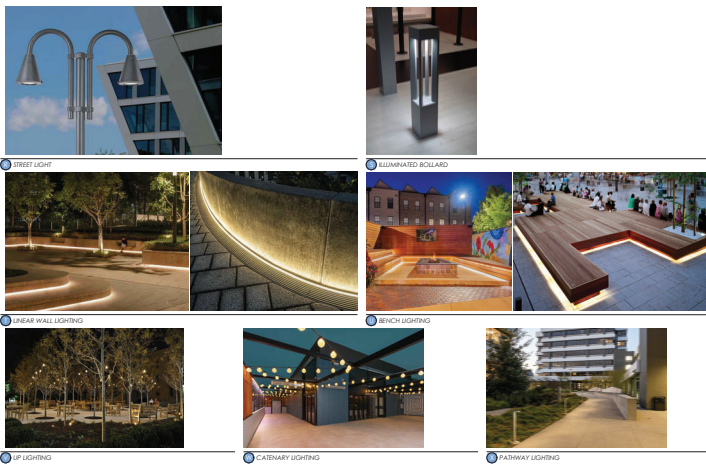 R STREET LIGHT
S ILLUMINATED BOLLARD
LINEAR WALL LIGHTING
U BENCH LIGHTING
V UP LIGHTING
W CATENARY LIGHTING
X PATHWAY LIGHTING